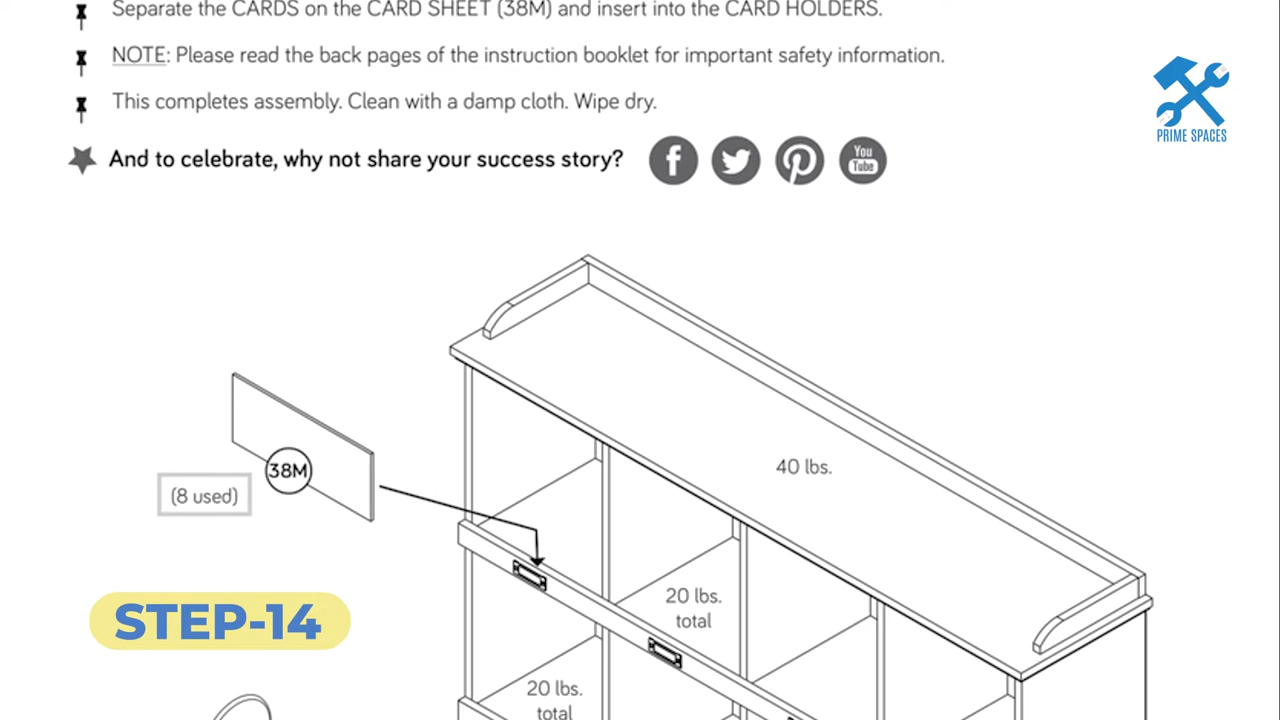 Separate the CARDS on the CARD SHEET (38M) and insert into the CARD HOLDERS.
NOTE: Please read the back pages of the instruction booklet for important safety information.
This completes assembly. Clean with a damp cloth. Wipe dry.
And to celebrate, why not share your success story?
You
Tube
PRIME SPACES
40 lbs.
38M
(8 used)
20 lbs.
total
STEP-14
20 lbs.
total